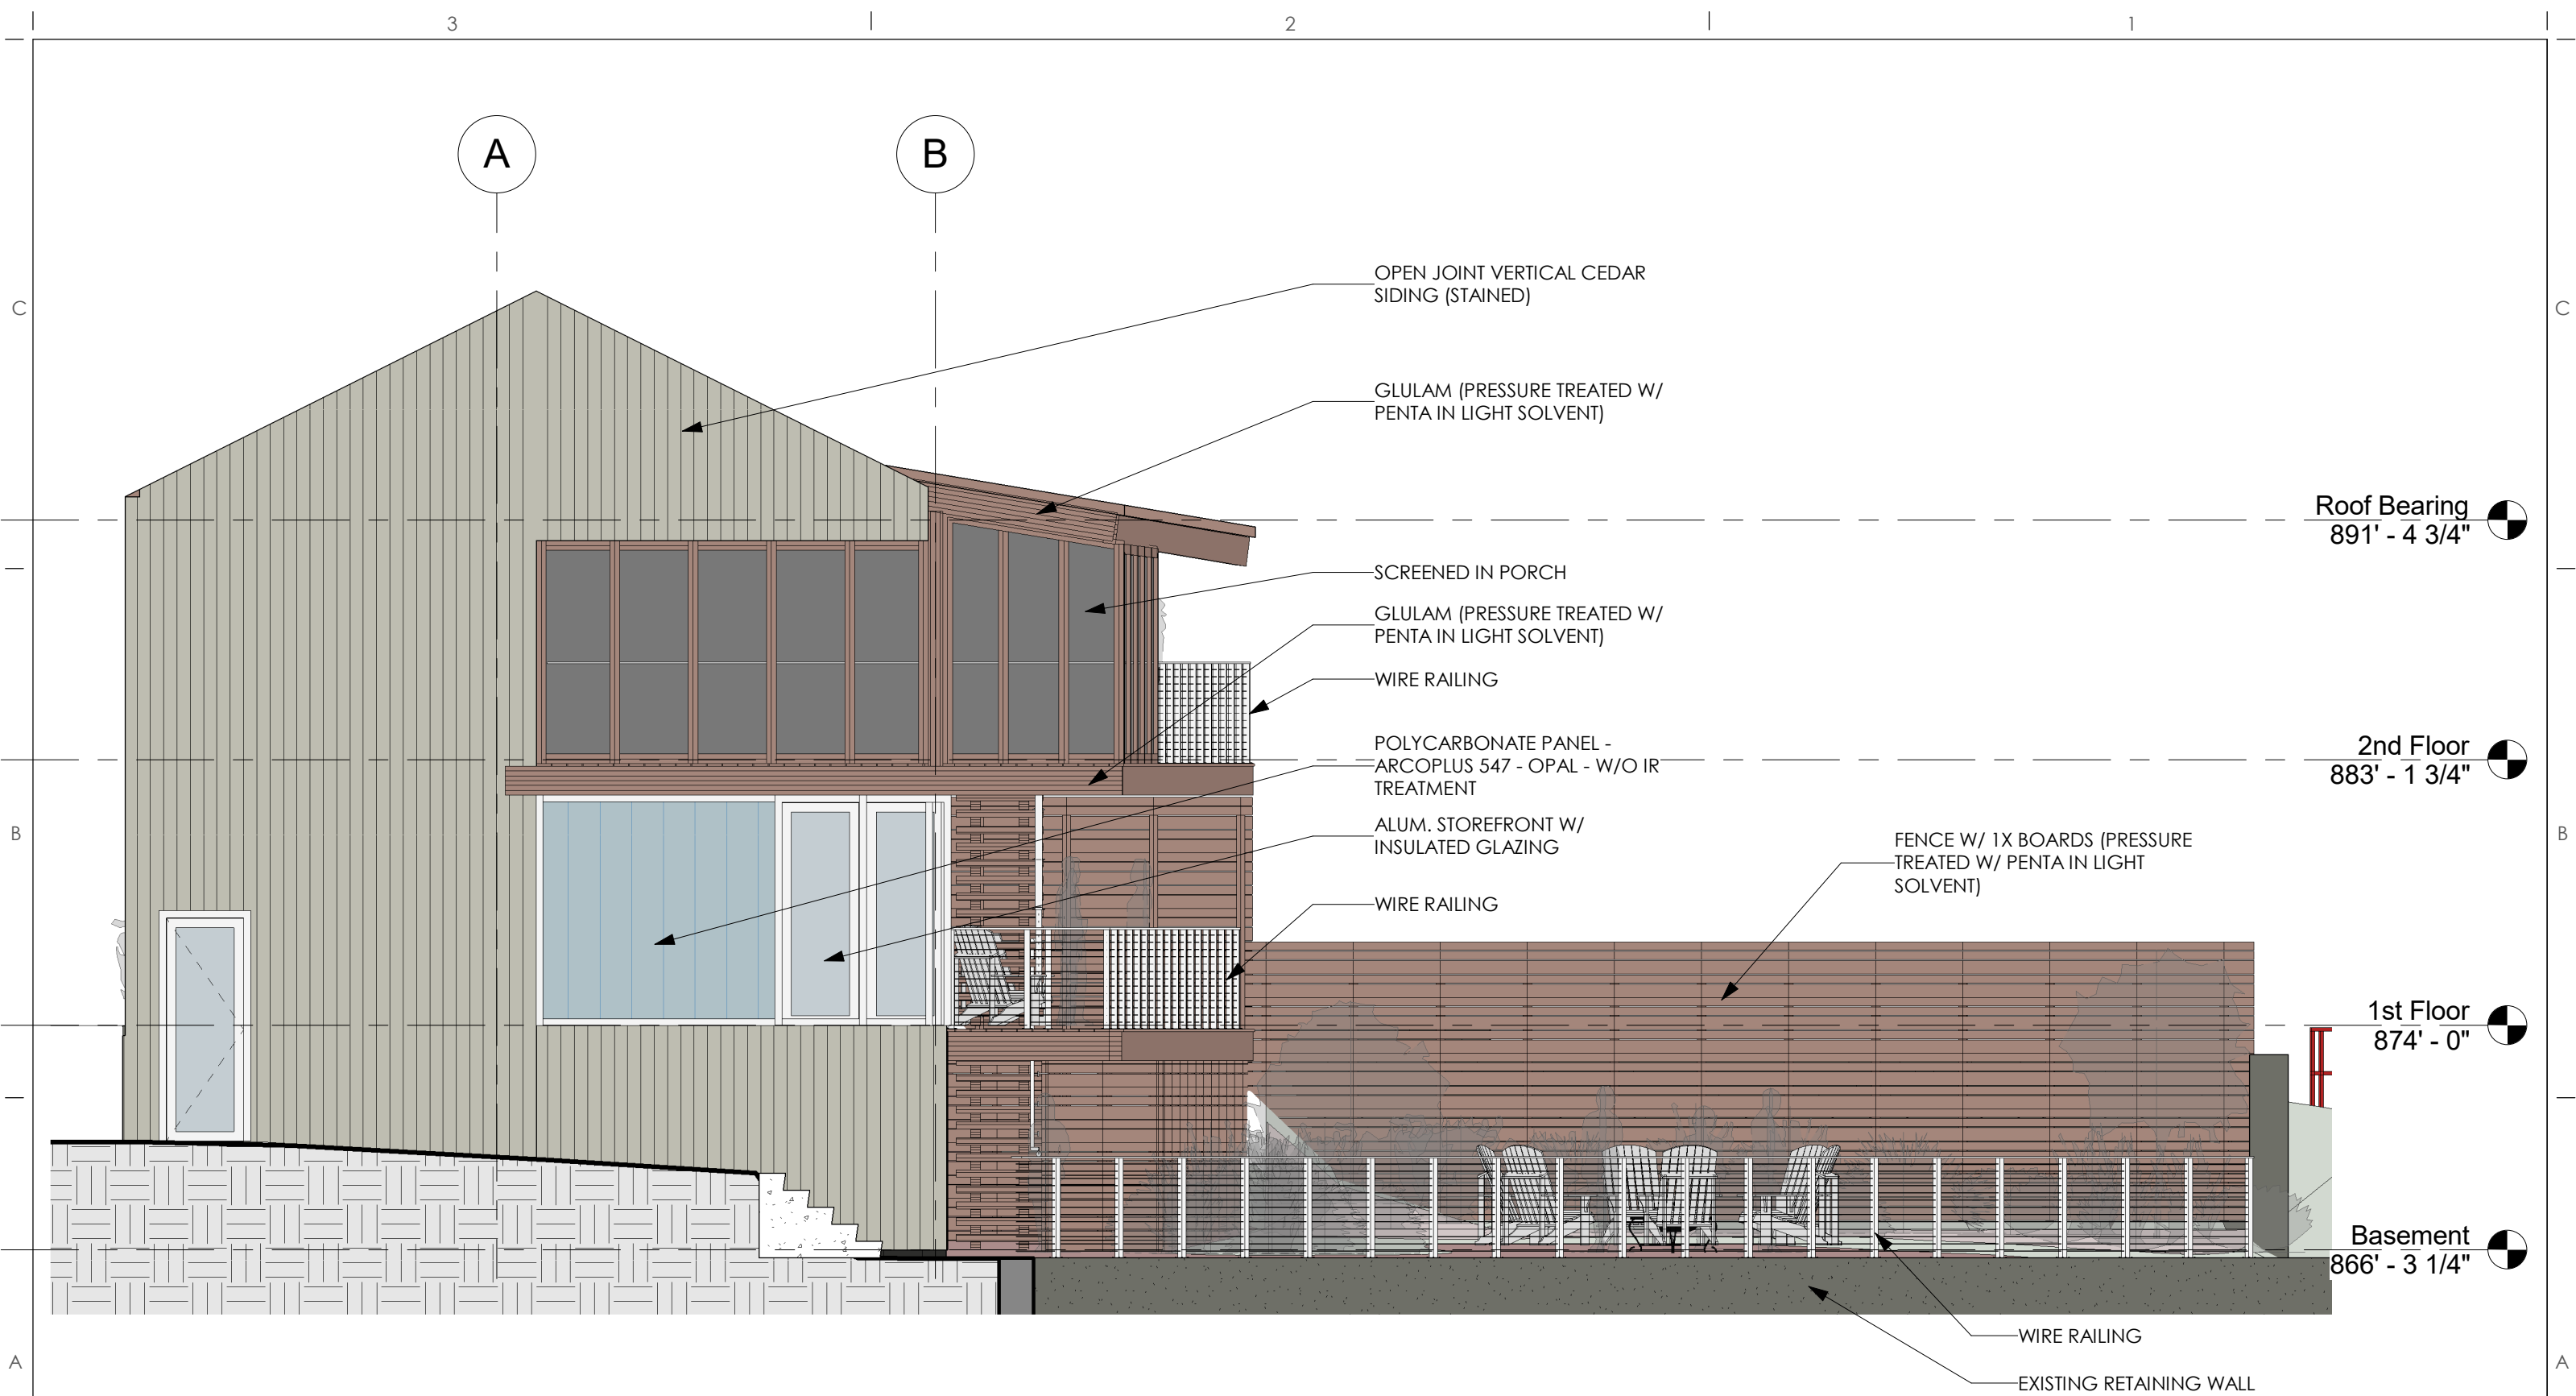 3
2
1
A
B
C
C
OPEN JOINT VERTICAL CEDAR
SIDING (STAINED)
GLULAM (PRESSURE TREATED W/
PENTA IN LIGHT SOLVENT)
Roof Bearing
891' - 4 3/4"
SCREENED IN PORCH
GLULAM (PRESSURE TREATED W/
PENTA IN LIGHT SOLVENT)
WIRE RAILING
POLYCARBONATE PANEL -
ARCOPLUS 547 - OPAL - W/O IR
TREATMENT
2nd Floor
883' - 1 3/4"
B
B
ALUM. STOREFRONT W/
INSULATED GLAZING
FENCE W/ 1X BOARDS (PRESSURE
TREATED W/ PENTA IN LIGHT
SOLVENT)
WIRE RAILING
1st Floor
874' - 0"
Basement
866' - 3 1/4"
WIRE RAILING
A
A
EXISTING RETAINING WALL